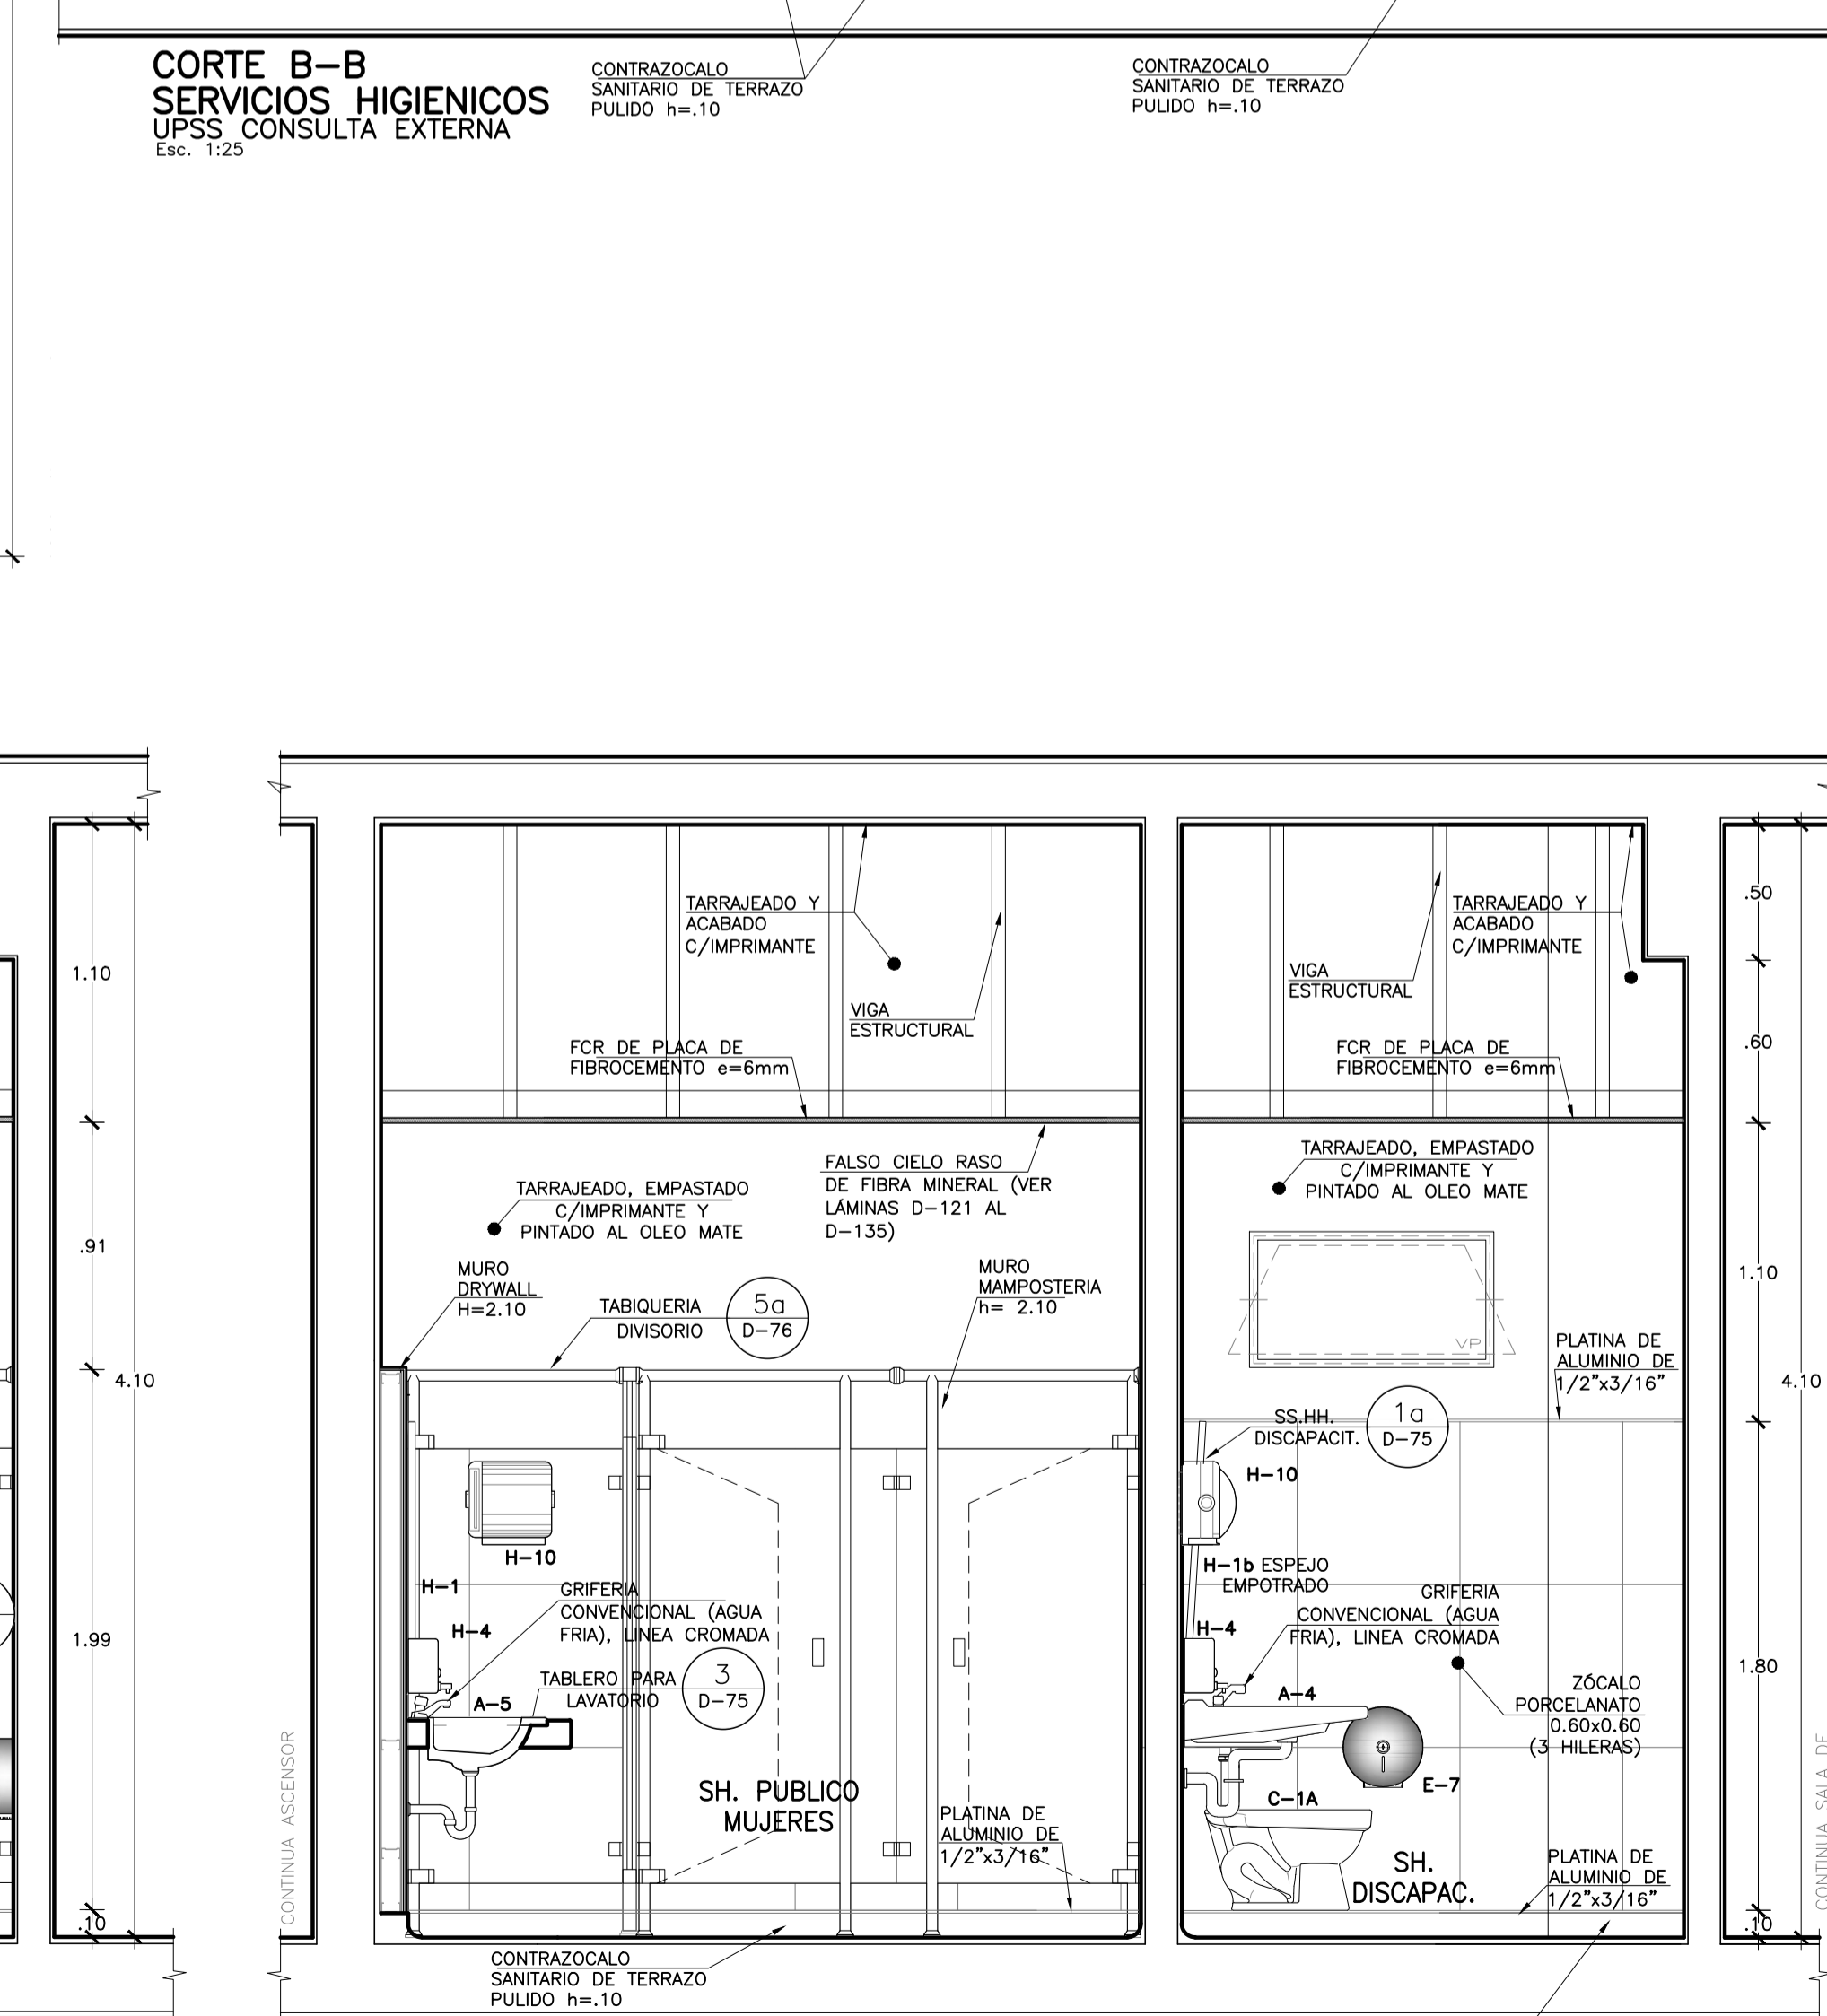 CORTE B-B
SERVICIOS HIGIENICOS
UPSS CONSULTA EXTERNA
Esc. 1:25
CONTRAZOCALO
SANITARIO DE TERRAZO
PULIDO h=.10
CONTRAZOCALO
SANITARIO DE TERRAZO
PULIDO h=.10
1.10
.91
4.10
1.99
.10
CONTINUA ASCENSOR
TARRAJEADO Y
ACABADO
C/IMPRIMANTE
VIGA
ESTRUCTURAL
FCR DE PLACA DE
FIBROCEMENTO e=6mm
FALSO CIELO RASO
DE FIBRA MINERAL (VER
LÁMINAS D-121 AL
D-135)
TARRAJEADO, EMPASTADO
C/IMPRIMANTE Y
PINTADO AL OLEO MATE
MURO
DRYWALL
H=2.10
TABIQUERIA
DIVISORIO
5a
D-76
MURO
MAMPOSTERIA
h= 2.10
H-10
H-1
GRIFERIA
CONVENCIONAL (AGUA
FRIA), LINEA CROMADA
H-4
TABLERO PARA
LAVATORIO
3
D-75
A-5
SH. PUBLICO
MUJERES
PLATINA DE
ALUMINIO DE
1/2"x3/16"
CONTRAZOCALO
SANITARIO DE TERRAZO
PULIDO h=.10
TARRAJEADO Y
ACABADO
C/IMPRIMANTE
VIGA
ESTRUCTURAL
FCR DE PLACA DE
FIBROCEMENTO e=6mm
TARRAJEADO, EMPASTADO
C/IMPRIMANTE Y
PINTADO AL OLEO MATE
VP
PLATINA DE
ALUMINIO DE
1/2"x3/16"
SS.HH.
DISCAPACIT.
1a
D-75
H-10
H-1b ESPEJO
EMPOTRADO
GRIFERIA
CONVENCIONAL (AGUA
FRIA), LINEA CROMADA
H-4
A-4
ZÓCALO
PORCELANATO
0.60x0.60
(3 HILERAS)
E-7
C-1A
SH.
DISCAPAC.
PLATINA DE
ALUMINIO DE
1/2"x3/16"
.50
.60
1.10
4.10
1.80
.10
CONTINUA SALA DE